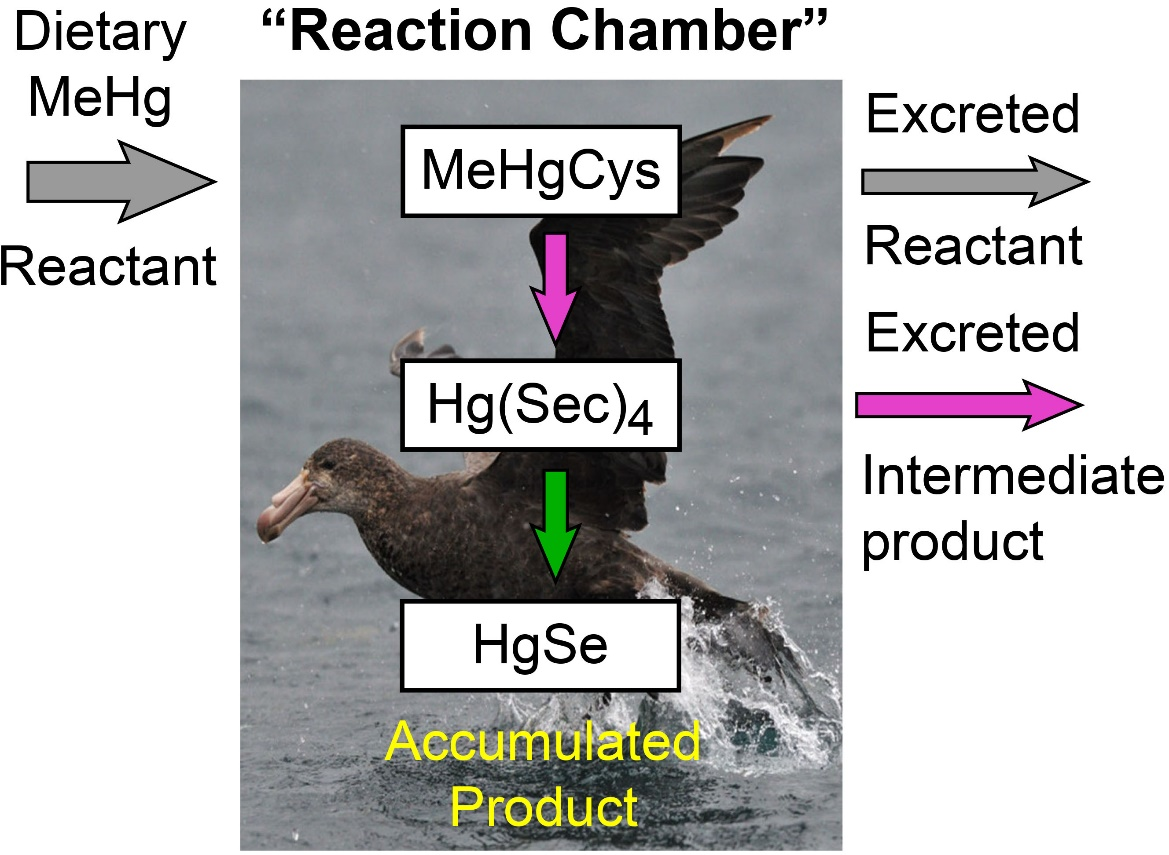 Dietary
MeHg
Reactant
“Reaction Chamber”
MeHgCys
Hg(Sec)4
HgSe
Accumulated
Product
Excreted
Reactant
Excreted
Intermediate
product